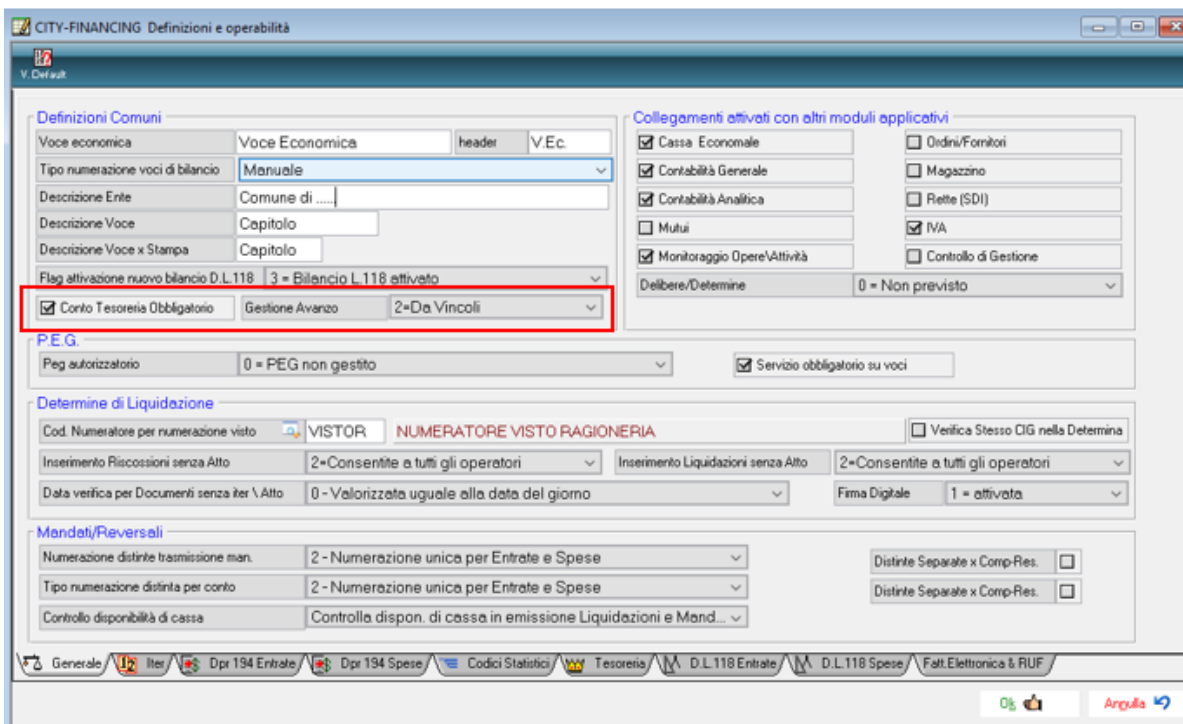 CITY-FINANCING Definizioni e operabilità
V. Default
Definizioni Comuni
Voce economica Voce Economica header V.Ec.
Tipo numerazione voci di bilancio Manuale
Descrizione Ente Comune di .....
Descrizione Voce Capitolo
Descrizione Voce x Stampa Capitolo
Flag attivazione nuovo bilancio D.L.118 3 = Bilancio L.118 attivato
Conto Tesoreria Obbligatorio Gestione Avanzo 2=Da Vincoli
Collegamenti attivati con altri moduli applicativi
Cassa Economale Ordini/Fornitori
Contabilità Generale Magazzino
Contabilità Analitica Rette (SDI)
Mutui IVA
Monitoraggio Opere\Attività Controllo di Gestione
Delibere/Determine 0 = Non previsto
P.E.G.
Peg autorizzatorio 0 = PEG non gestito Servizio obbligatorio su voci
Determine di Liquidazione
Cod. Numeratore per numerazione visto VISTOR NUMERATORE VISTO RAGIONERIA Verifica Stesso CIG nella Determina
Inserimento Riscossioni senza Atto 2=Consentite a tutti gli operatori Inserimento Liquidazioni senza Atto 2=Consentite a tutti gli operatori
Data verifica per Documenti senza iter \ Atto 0 - Valorizzata uguale alla data del giorno Firma Digitale 1 = attivata
Mandati/Reversali
Numerazione distinte trasmissione man. 2 - Numerazione unica per Entrate e Spese Distinte Separate x Comp-Res.
Tipo numerazione distinta per conto 2 - Numerazione unica per Entrate e Spese Distinte Separate x Comp-Res.
Controllo disponibilità di cassa Controlla dispon. di cassa in emissione Liquidazioni e Mand...
Generale Iter Dpr 194 Entrate Dpr 194 Spese Codici Statistici Tesoreria D.L.118 Entrate D.L.118 Spese Fatt.Elettronica & RUF
Ok Annulla